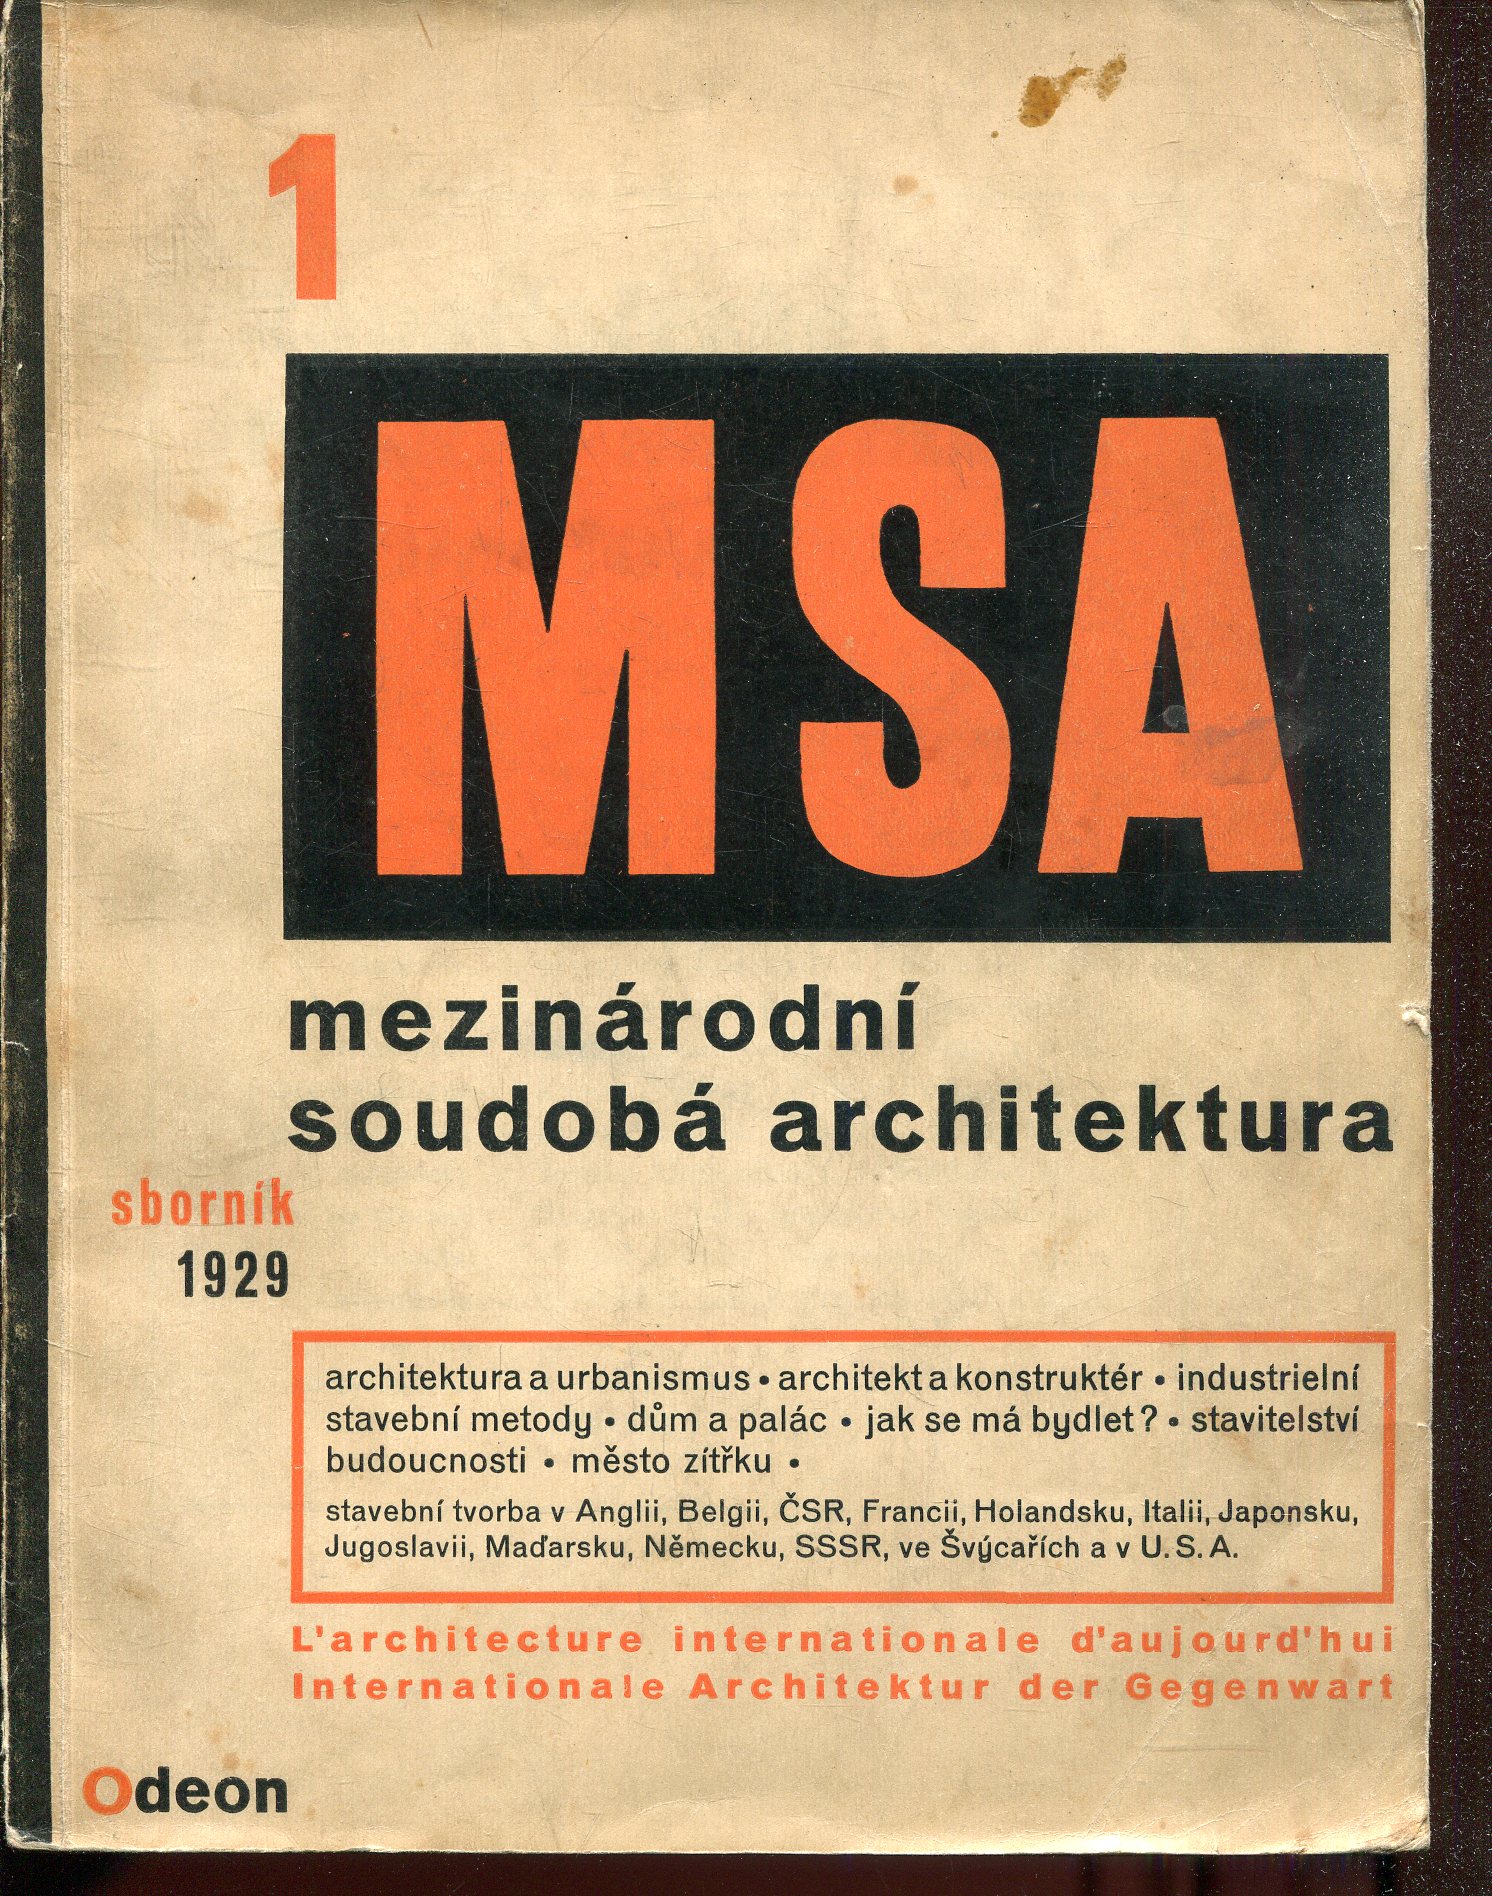 1
MSA
mezinárodní
soudobá architektura
sborník
1929
architektura a urbanismus • architekt a konstruktér • industrielní
stavební metody • dům a palác • jak se má bydlet? • stavitelství
budoucnosti • město zítřku •
stavební tvorba v Anglii, Belgii, ČSR, Francii, Holandsku, Italii, Japonsku,
Jugoslavii, Maďarsku, Německu, SSSR, ve Švýcařích a v U.S.A.
L'architecture internationale d'aujourd'hui
Internationale Architektur der Gegenwart
Odeon